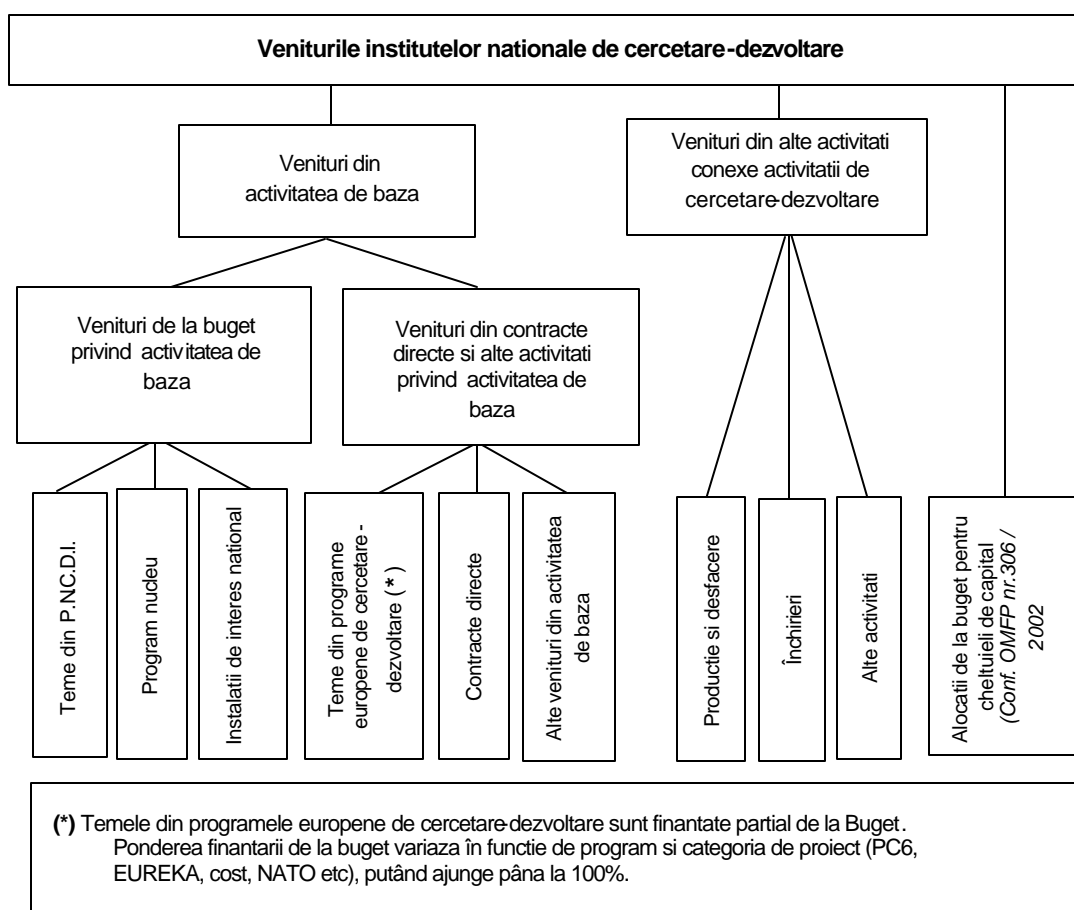 Veniturile institutelor nationale de cercetare-dezvoltare
Venituri din
activitatea de baza
Venituri din alte activitati
conexe activitatii de
cercetare-dezvoltare
Venituri de la buget
privind activitatea de
baza
Venituri din contracte
directe si alte activitati
privind activitatea de
baza
Teme din P.NC.D.I.
Program nucleu
Instalatii de interes national
Teme din programe
europene de cercetare -
dezvoltare (*)
Contracte directe
Alte venituri din activitatea
de baza
Productie si desfacere
Închirieri
Alte activitati
Alocatii de la buget pentru
cheltuieli de capital
(Conf. OMFP nr.306 /
2002
(*) Temele din programele europene de cercetare-dezvoltare sunt finantate partial de la Buget.
Ponderea finantarii de la buget variaza în functie de program si categoria de proiect (PC6,
EUREKA, cost, NATO etc), putând ajunge pâna la 100%.